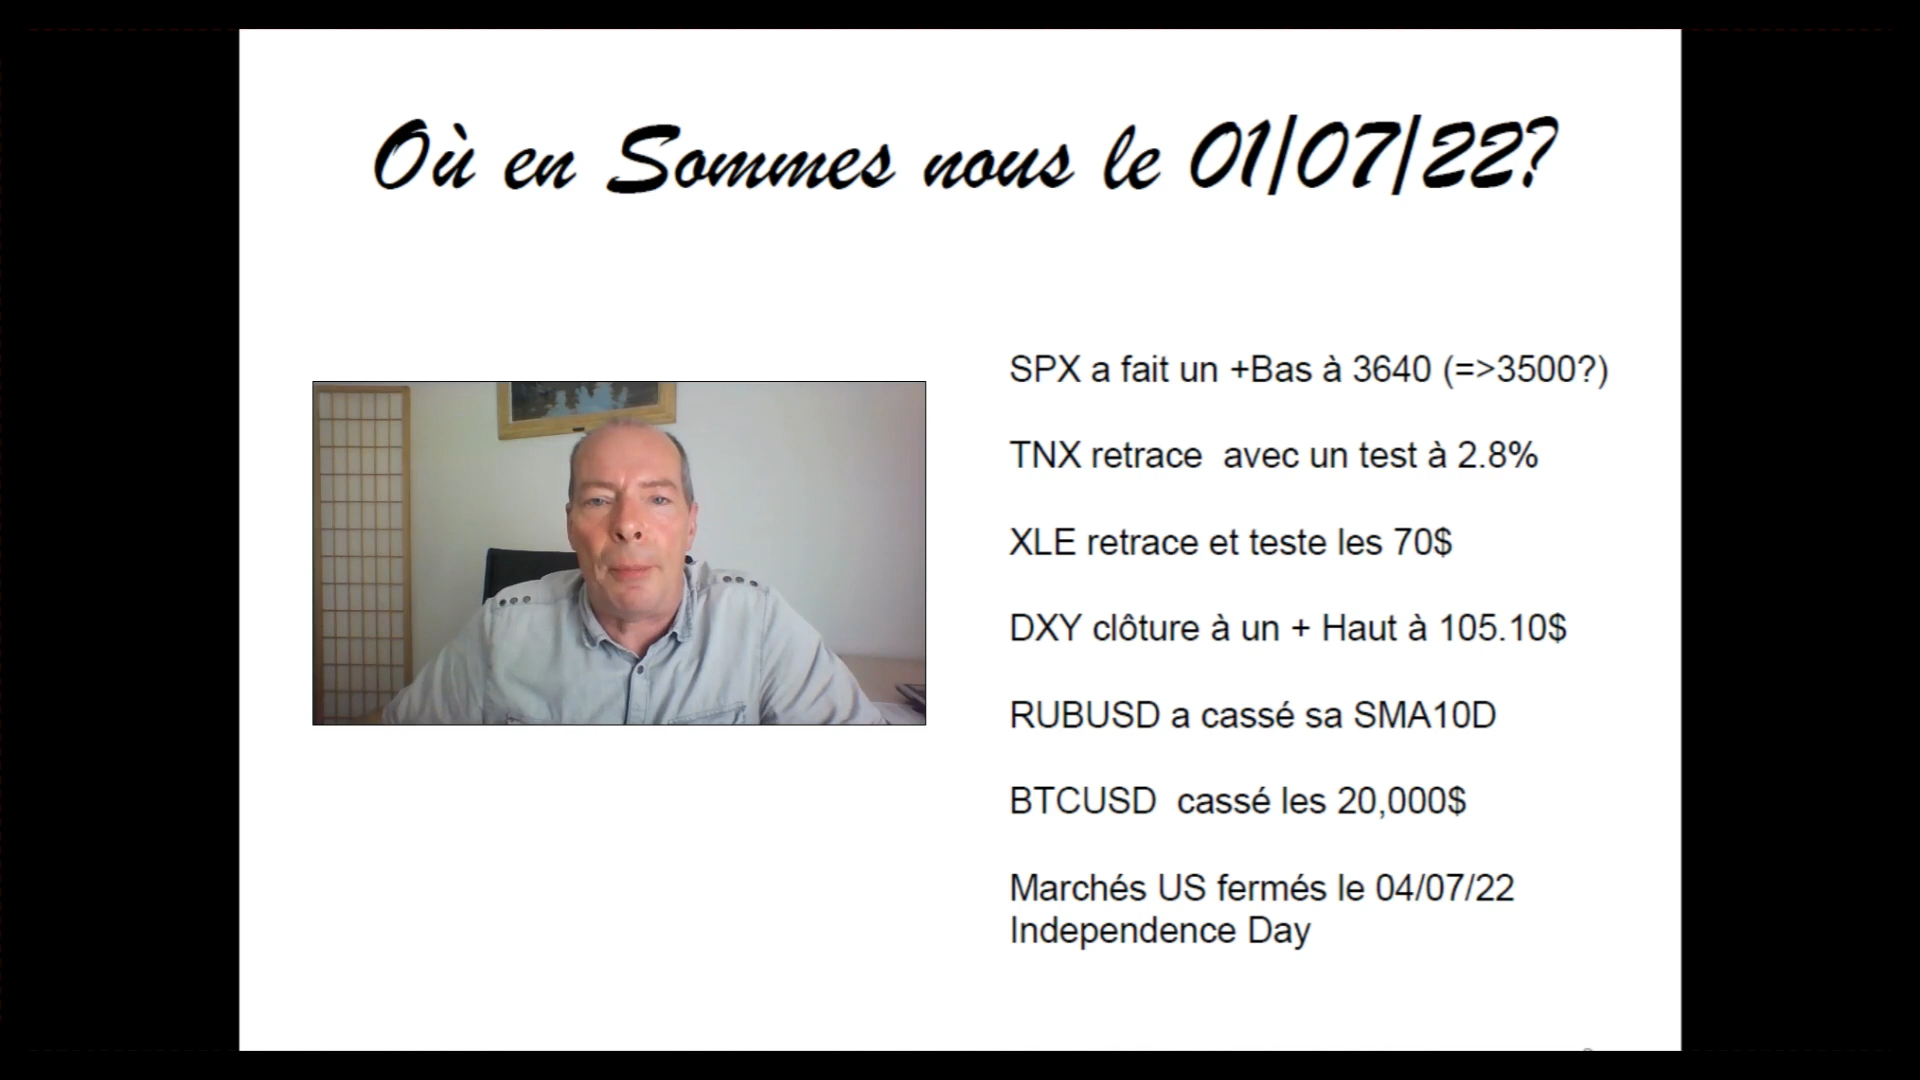 Où en Sommes nous le 01/07/22?
SPX a fait un +Bas à 3640 (=>3500?)
TNX retrace  avec un test à 2.8%
XLE retrace et teste les 70$
DXY clôture à un + Haut à 105.10$
RUBUSD a cassé sa SMA10D
BTCUSD  cassé les 20,000$
Marchés US fermés le 04/07/22
Independence Day